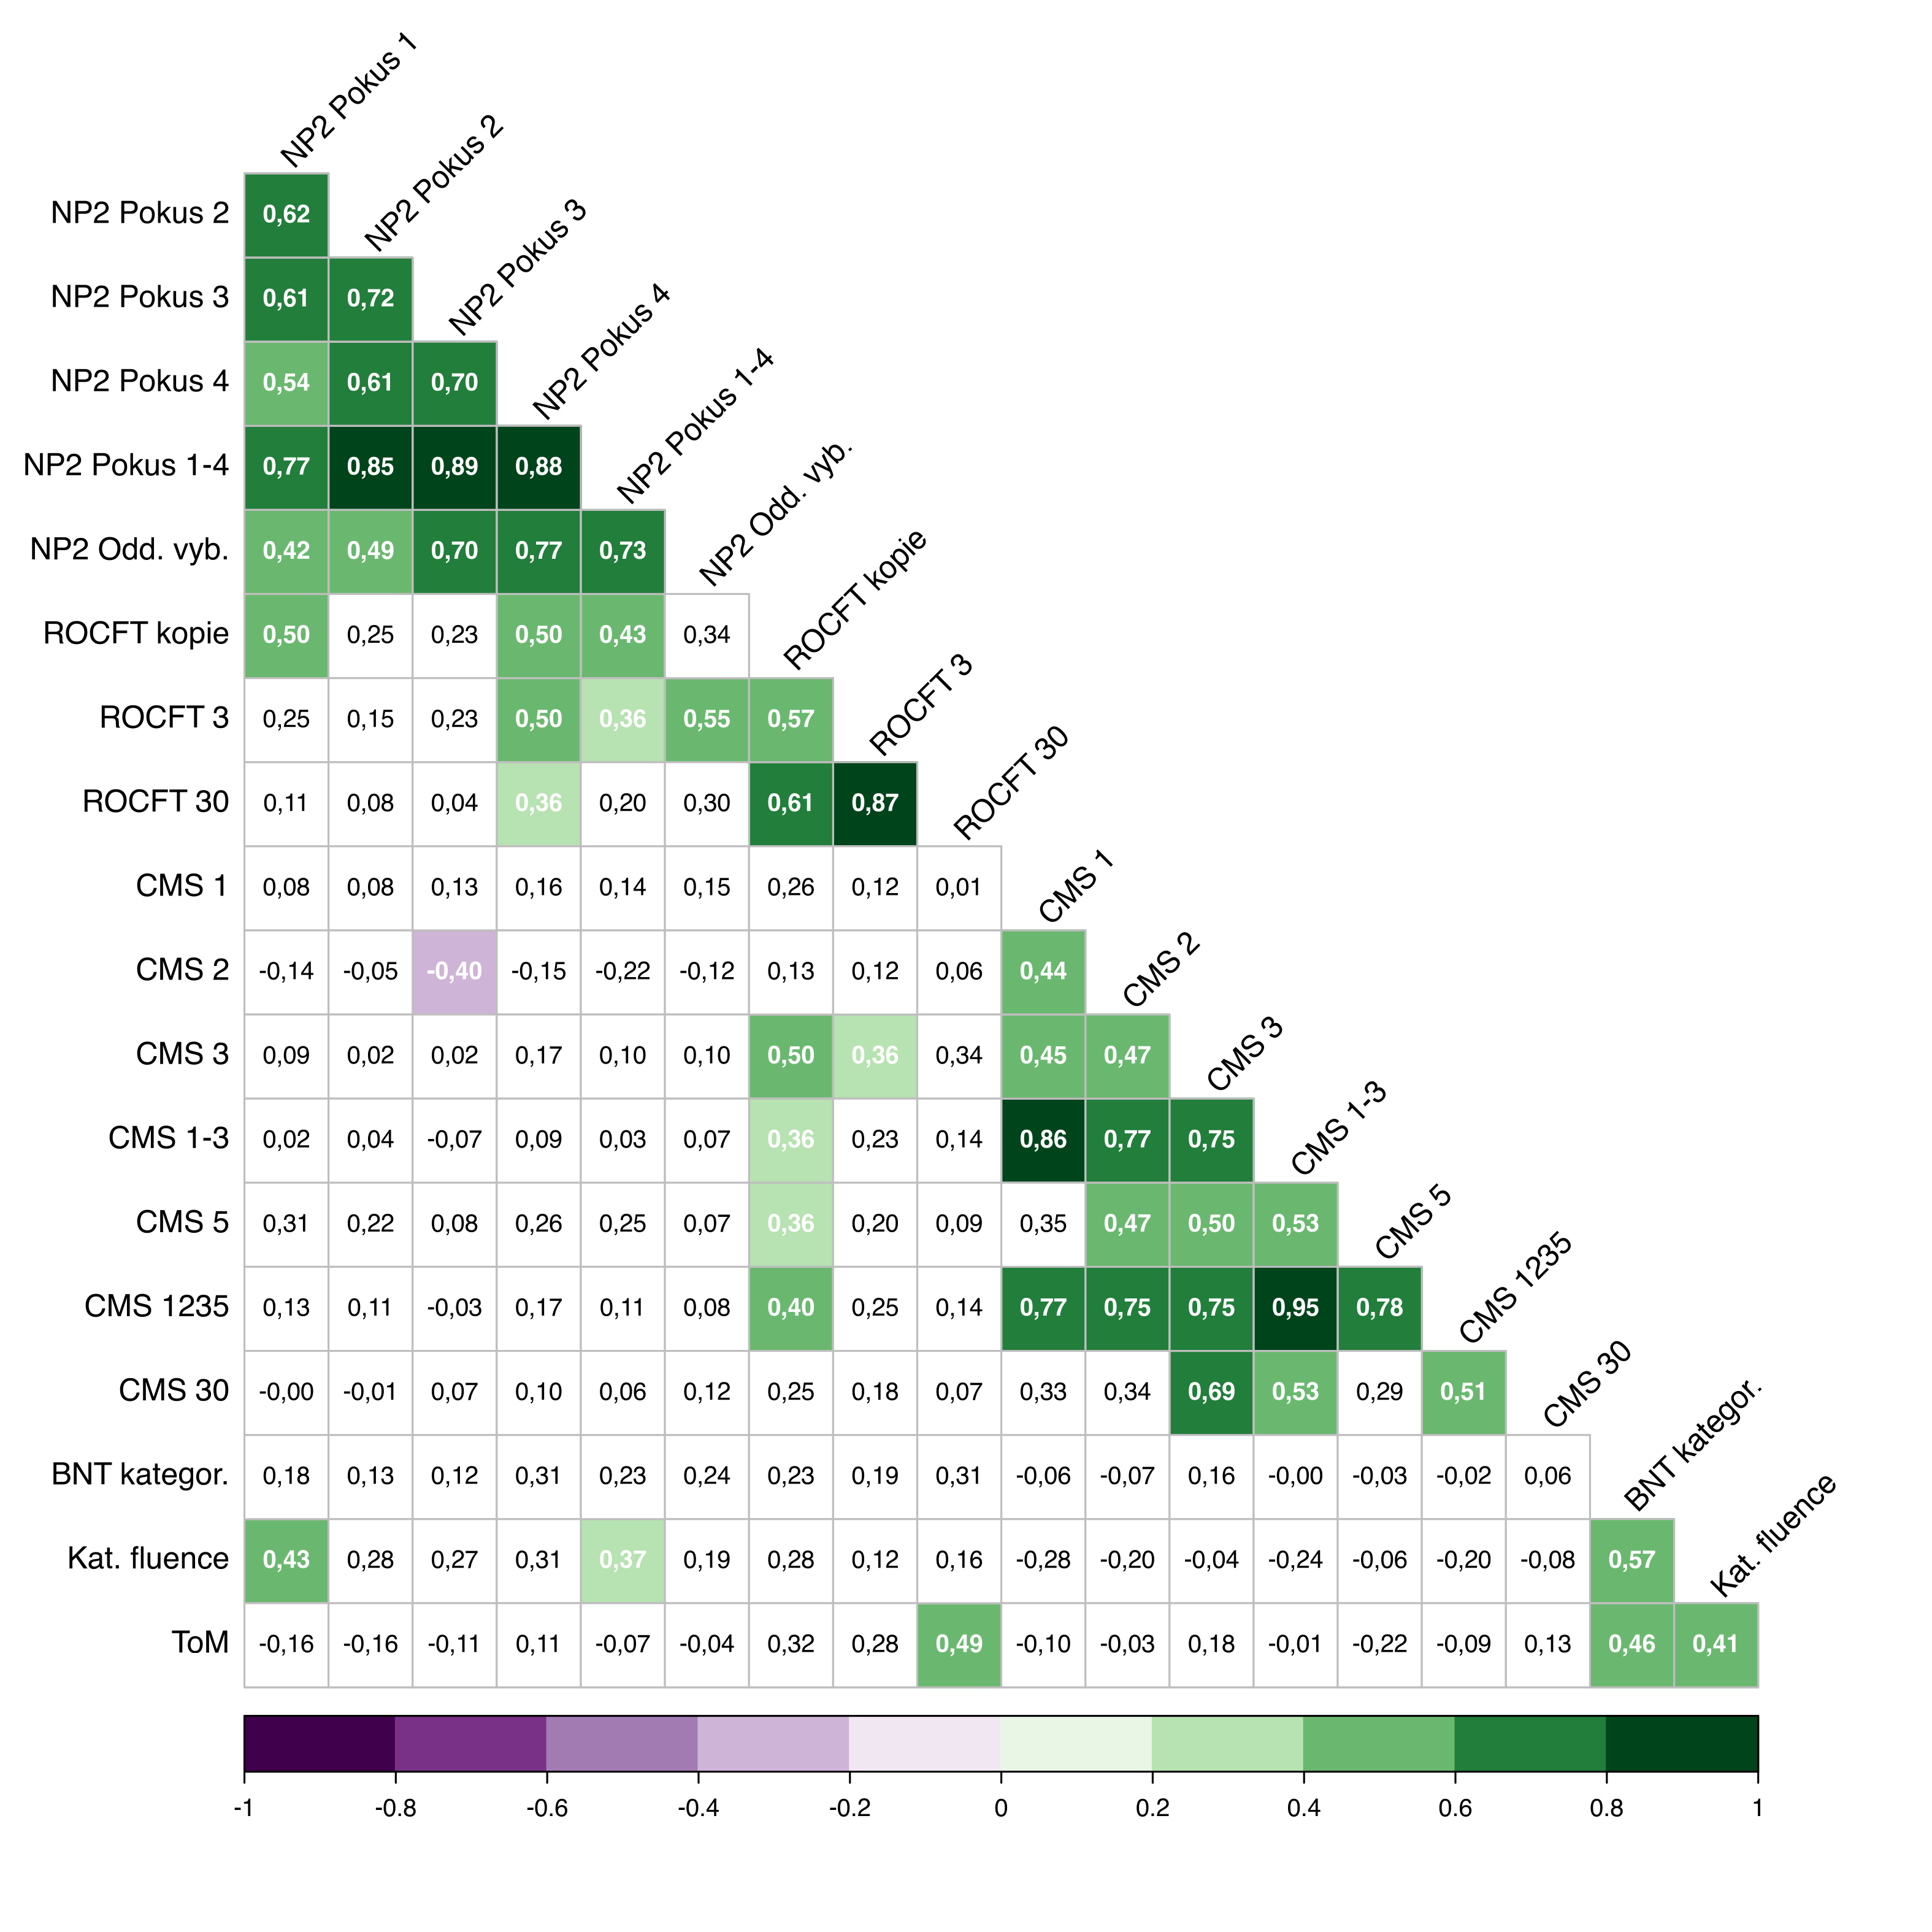 NP2 Pokus 1
NP2 Pokus 2 0,62 NP2 Pokus 2
NP2 Pokus 3 0,61 0,72 NP2 Pokus 3
NP2 Pokus 4 0,54 0,61 0,70 NP2 Pokus 4
NP2 Pokus 1-4 0,77 0,85 0,89 0,88 NP2 Pokus 1-4
NP2 Odd. vyb. 0,42 0,49 0,70 0,77 0,73 NP2 Odd. vyb.
ROCFT kopie 0,50 0,25 0,23 0,50 0,43 0,34 ROCFT kopie
ROCFT 3 0,25 0,15 0,23 0,50 0,36 0,55 0,57 ROCFT 3
ROCFT 30 0,11 0,08 0,04 0,36 0,20 0,30 0,61 0,87 ROCFT 30
CMS 1 0,08 0,08 0,13 0,16 0,14 0,15 0,26 0,12 0,01 CMS 1
CMS 2 -0,14 -0,05 -0,40 -0,15 -0,22 -0,12 0,13 0,12 0,06 0,44 CMS 2
CMS 3 0,09 0,02 0,02 0,17 0,10 0,10 0,50 0,36 0,34 0,45 0,47 CMS 3
CMS 1-3 0,02 0,04 -0,07 0,09 0,03 0,07 0,36 0,23 0,14 0,86 0,77 0,75 CMS 1-3
CMS 5 0,31 0,22 0,08 0,26 0,25 0,07 0,36 0,20 0,09 0,35 0,47 0,50 0,53 CMS 5
CMS 1235 0,13 0,11 -0,03 0,17 0,11 0,08 0,40 0,25 0,14 0,77 0,75 0,75 0,95 0,78 CMS 1235
CMS 30 -0,00 -0,01 0,07 0,10 0,06 0,12 0,25 0,18 0,07 0,33 0,34 0,69 0,53 0,29 0,51 CMS 30
BNT kategor. 0,18 0,13 0,12 0,31 0,23 0,24 0,23 0,19 0,31 -0,06 -0,07 0,16 -0,00 -0,03 -0,02 0,06 BNT kategor.
Kat. fluence 0,43 0,28 0,27 0,31 0,37 0,19 0,28 0,12 0,16 -0,28 -0,20 -0,04 -0,24 -0,06 -0,20 -0,08 0,57 Kat. fluence
ToM -0,16 -0,16 -0,11 0,11 -0,07 -0,04 0,32 0,28 0,49 -0,10 -0,03 0,18 -0,01 -0,22 -0,09 0,13 0,46 0,41
-1 -0.8 -0.6 -0.4 -0.2 0 0.2 0.4 0.6 0.8 1